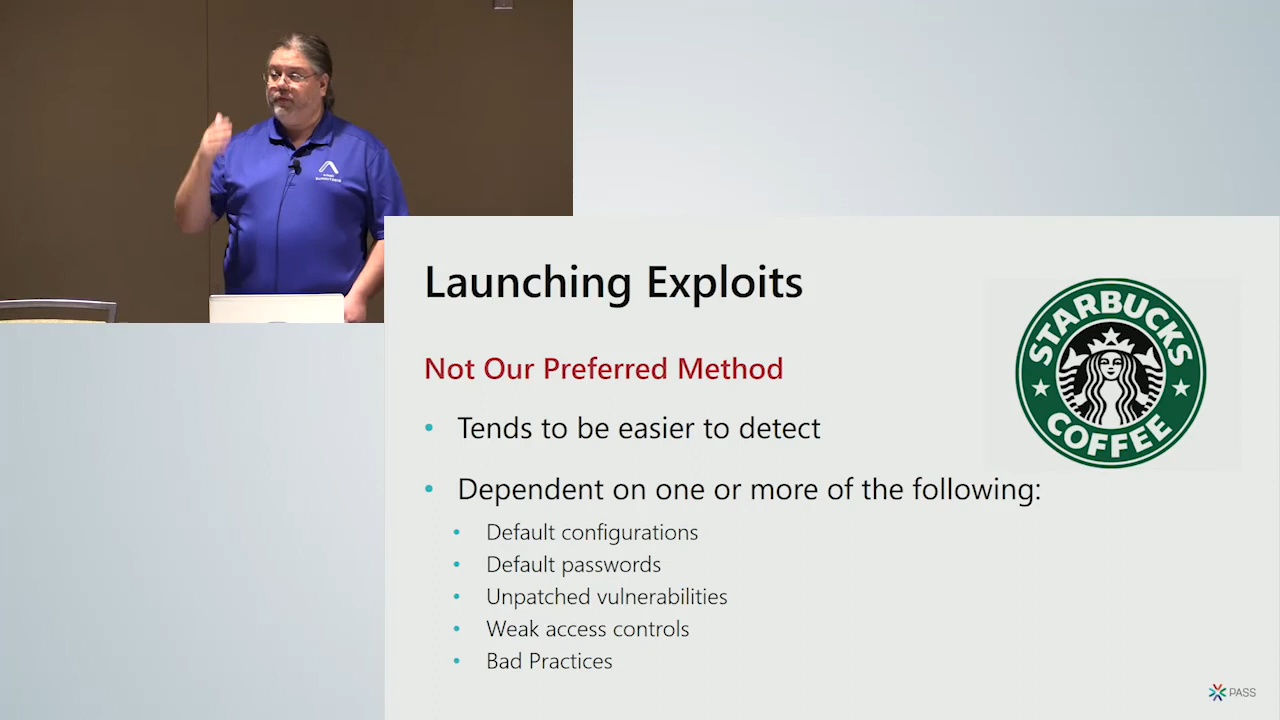 Launching Exploits
STARBUCKS
COFFEE
Not Our Preferred Method
• Tends to be easier to detect
• Dependent on one or more of the following:
• Default configurations
• Default passwords
• Unpatched vulnerabilities
• Weak access controls
• Bad Practices
PASS